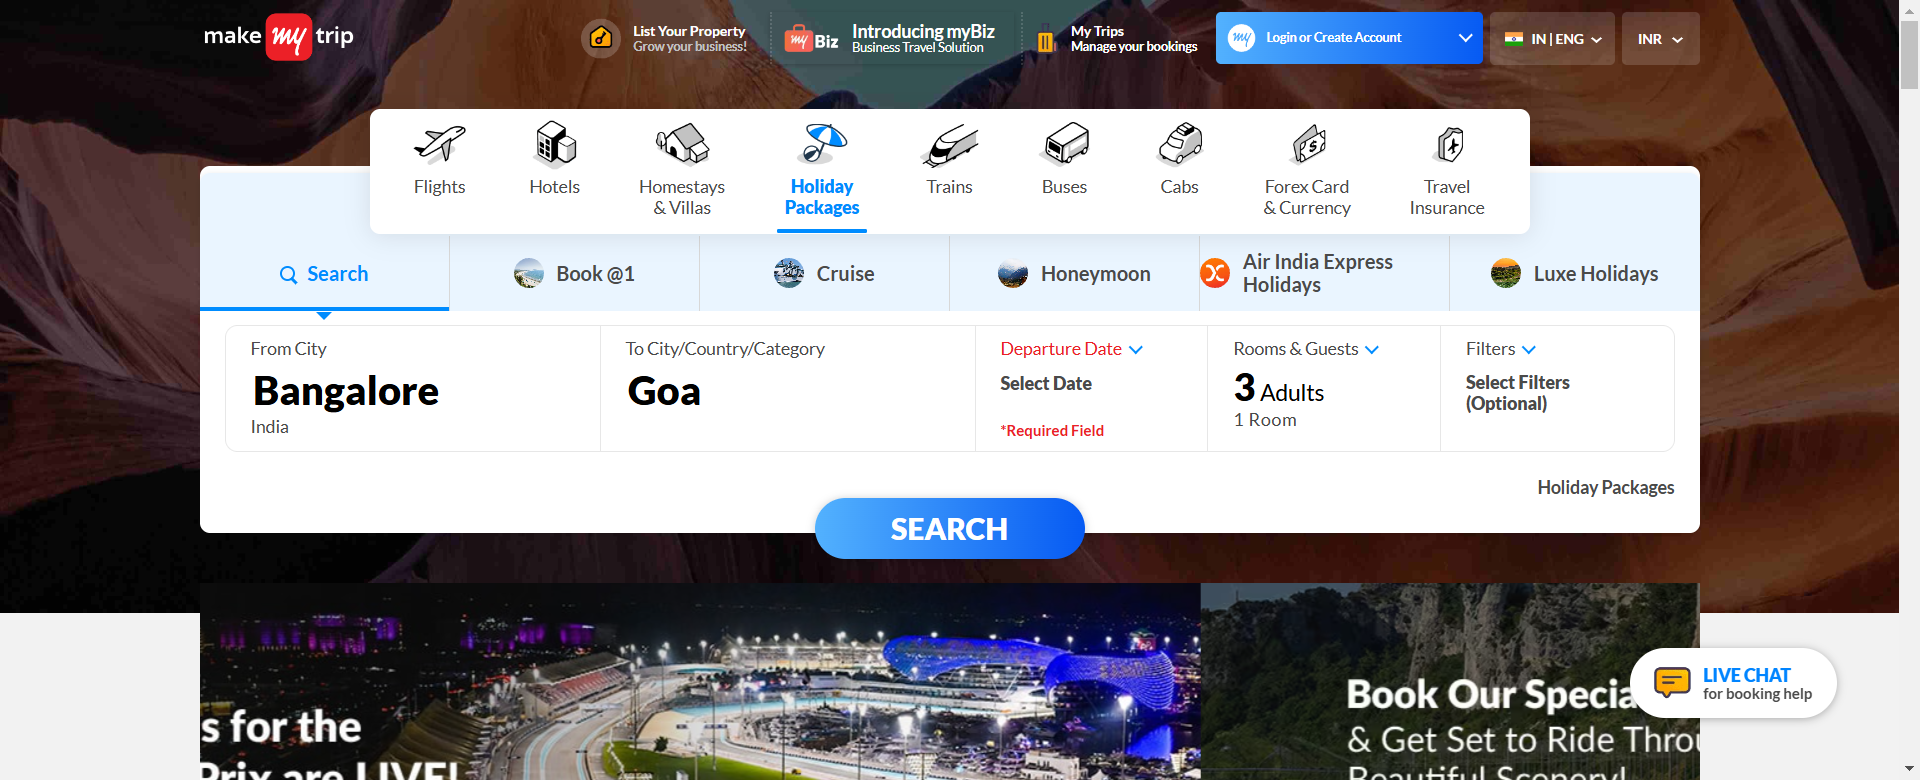 make my trip
List Your Property
Grow your business!
my Biz
Introducing myBiz
Business Travel Solution
My Trips
Manage your bookings
my Login or Create Account
IN | ENG
INR
Flights
Hotels
Homestays
& Villas
Holiday
Packages
Trains
Buses
Cabs
Forex Card
& Currency
Travel
Insurance
Search
Book @1
Cruise
Honeymoon
Air India Express
Holidays
Luxe Holidays
From City
Bangalore
India
To City/Country/Category
Goa
Departure Date
Select Date
*Required Field
Rooms & Guests
3 Adults
1 Room
Filters
Select Filters
(Optional)
Holiday Packages
SEARCH
s for the
Prix are LIVE!
Book Our Specia
& Get Set to Ride Throu
Beautiful Scenery!
LIVE CHAT
for booking help